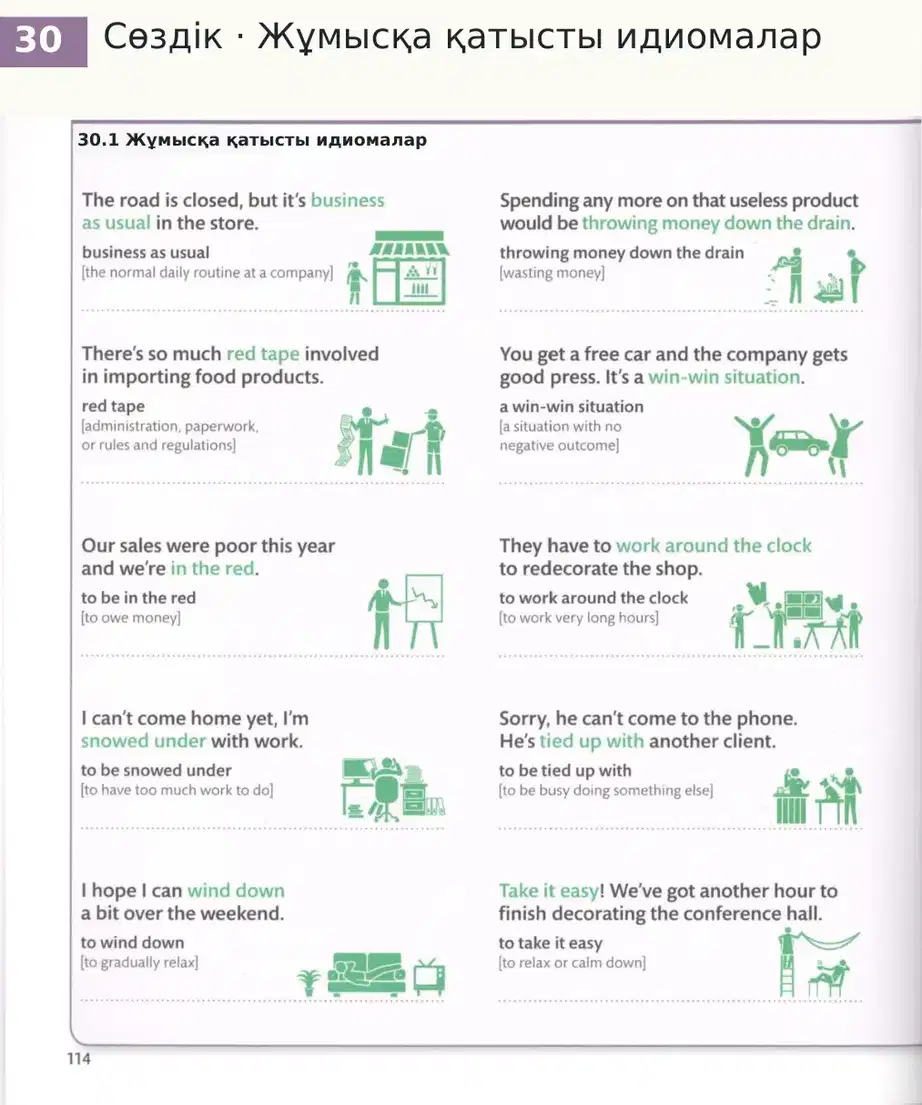 30 Сөздік · Жұмысқа қатысты идиомалар
30.1 Жұмысқа қатысты идиомалар
The road is closed, but it's business
as usual in the store.
business as usual
[the normal daily routine at a company]
There's so much red tape involved
in importing food products.
red tape
[administration, paperwork,
or rules and regulations]
Our sales were poor this year
and we're in the red.
to be in the red
[to owe money]
I can't come home yet, I'm
snowed under with work.
to be snowed under
[to have too much work to do]
I hope I can wind down
a bit over the weekend.
to wind down
[to gradually relax]
Spending any more on that useless product
would be throwing money down the drain.
throwing money down the drain
[wasting money]
You get a free car and the company gets
good press. It's a win-win situation.
a win-win situation
[a situation with no
negative outcome]
They have to work around the clock
to redecorate the shop.
to work around the clock
[to work very long hours]
Sorry, he can't come to the phone.
He's tied up with another client.
to be tied up with
[to be busy doing something else]
Take it easy! We've got another hour to
finish decorating the conference hall.
to take it easy
[to relax or calm down]
114